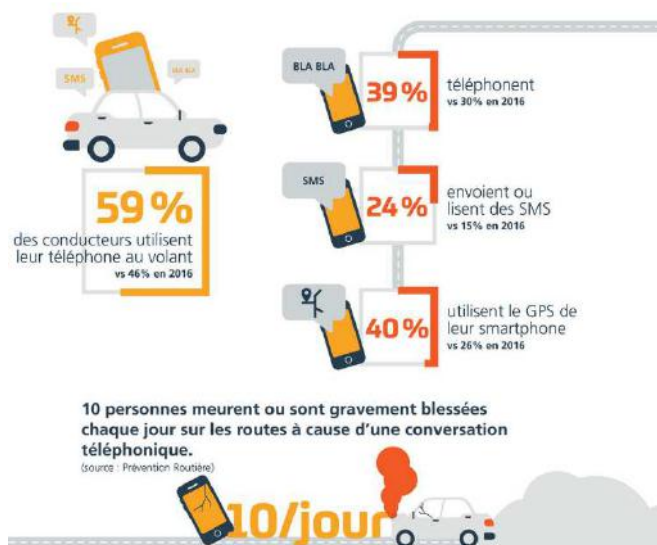 SMS
BLA BLA
59%
des conducteurs utilisent
leur téléphone au volant
vs 46% en 2016
BLA BLA
39%
téléphonent
vs 30% en 2016
SMS
24%
envoient ou
lisent des SMS
vs 15% en 2016
40%
utilisent le GPS de
leur smartphone
vs 26% en 2016
10 personnes meurent ou sont gravement blessées
chaque jour sur les routes à cause d'une conversation
téléphonique.
(source : Prévention Routière)
10/jour